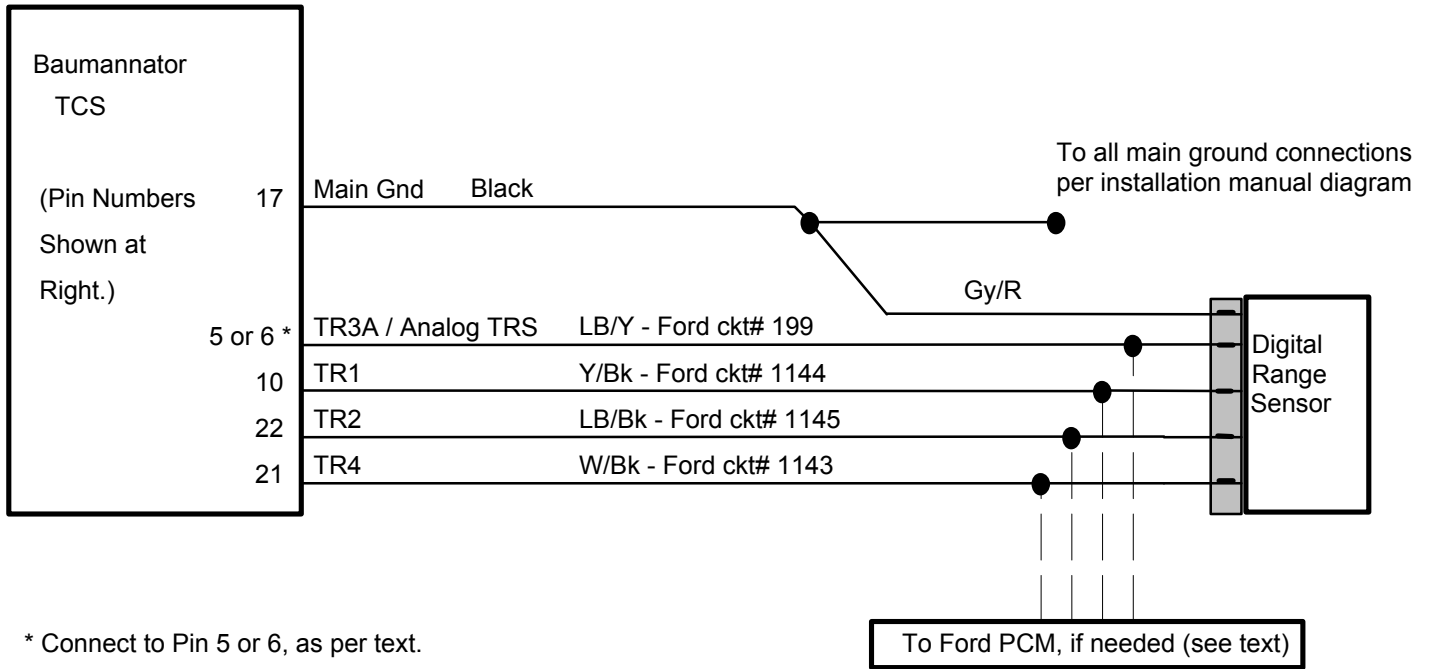 Baumannator
TCS
(Pin Numbers
Shown at
Right.)
17
Main Gnd Black
To all main ground connections
per installation manual diagram
Gy/R
5 or 6 *
TR3A / Analog TRS LB/Y - Ford ckt# 199
10
TR1 Y/Bk - Ford ckt# 1144
22
TR2 LB/Bk - Ford ckt# 1145
21
TR4 W/Bk - Ford ckt# 1143
Digital
Range
Sensor
* Connect to Pin 5 or 6, as per text.
To Ford PCM, if needed (see text)